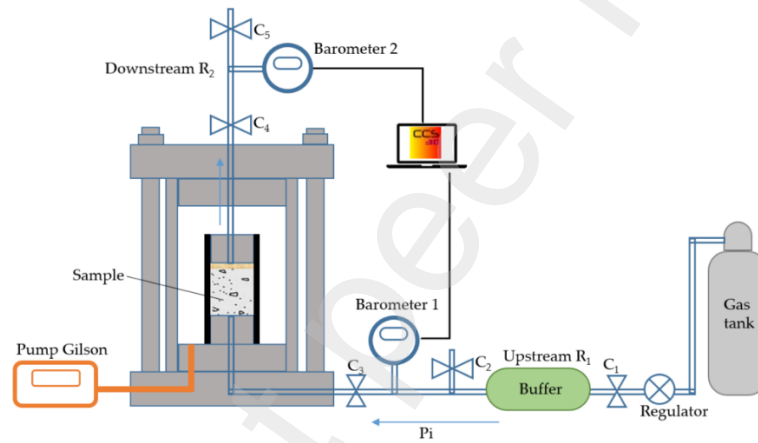 C5
Barometer 2
Downstream R2
C4
CCS
Sample
Barometer 1
Gas
tank
Pump Gilson
C3
C2
Upstream R1
C1
Buffer
Regulator
Pi
t peer r